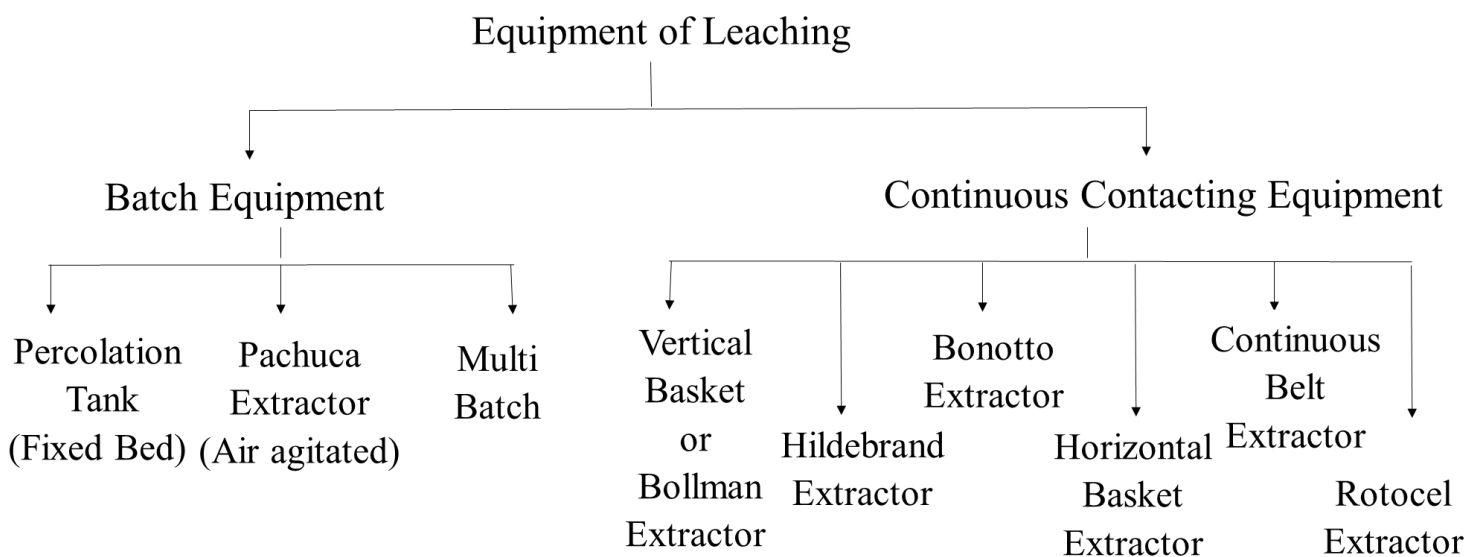 Equipment of Leaching
Batch Equipment
Continuous Contacting Equipment
Percolation
Tank
(Fixed Bed)
Pachuca
Extractor
(Air agitated)
Multi
Batch
Vertical
Basket
or
Bollman
Extractor
Hildebrand
Extractor
Bonotto
Extractor
Horizontal
Basket
Extractor
Continuous
Belt
Extractor
Rotocel
Extractor